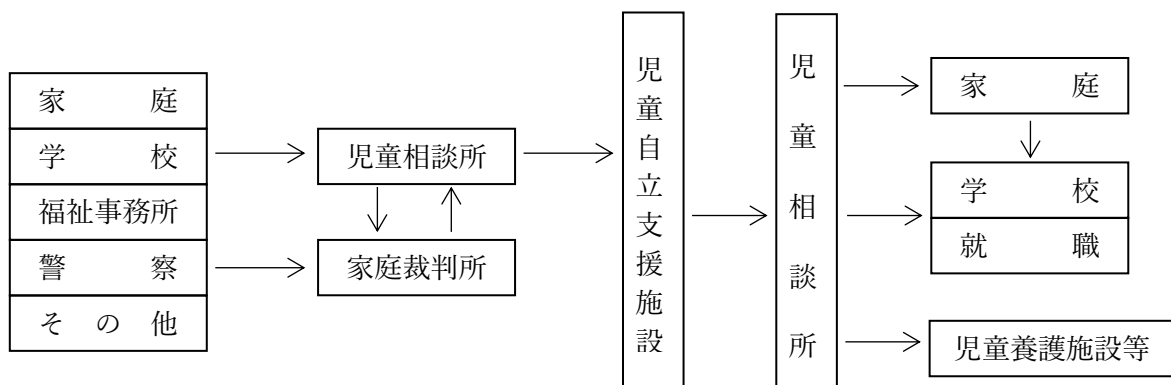 家庭
学校
福祉事務所
警察
その他
児童相談所
家庭裁判所
児童自立支援施設
児童相談所
家庭
学校
就職
児童養護施設等